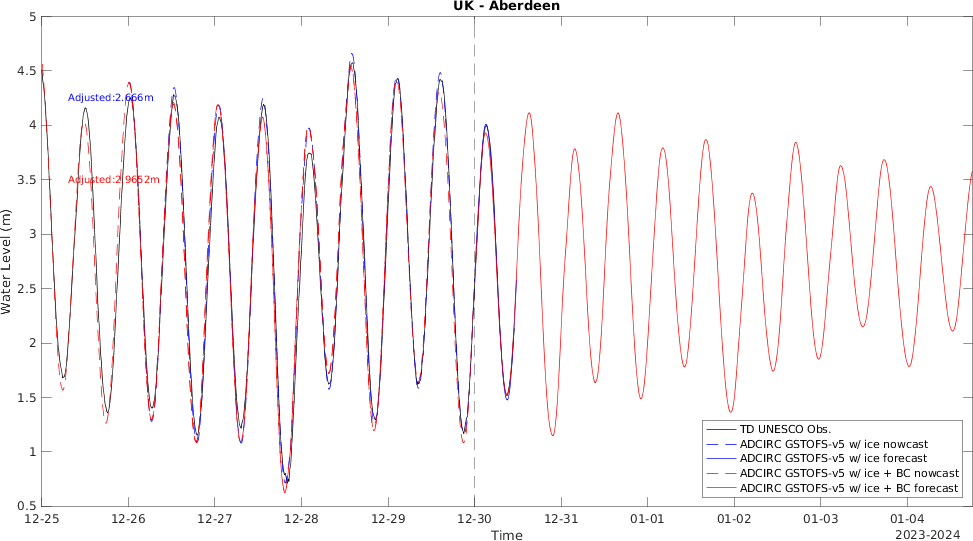 UK - Aberdeen
5
4.5
4
3.5
3
2.5
2
1.5
1
0.5
Water Level (m)
Adjusted:2.666m
Adjusted:2.9652m
TD UNESCO Obs.
ADCIRC GSTOFS-v5 w/ ice nowcast
ADCIRC GSTOFS-v5 w/ ice forecast
ADCIRC GSTOFS-v5 w/ ice + BC nowcast
ADCIRC GSTOFS-v5 w/ ice + BC forecast
12-25 12-26 12-27 12-28 12-29 12-30 12-31 01-01 01-02 01-03 01-04
Time
2023-2024